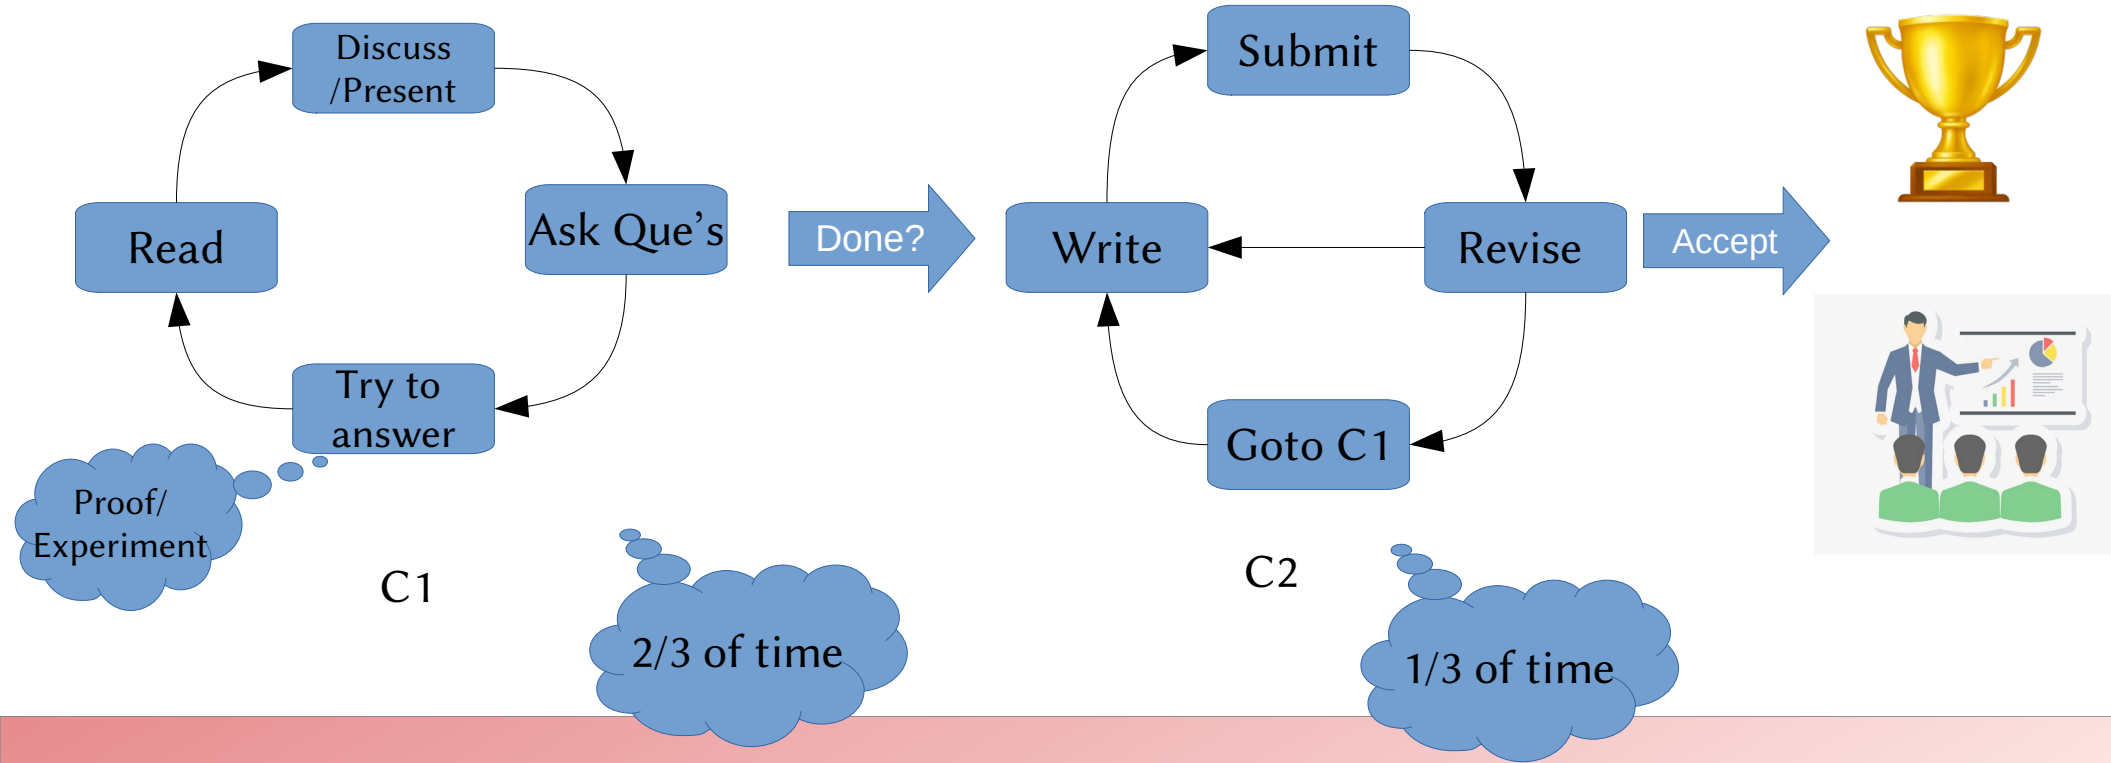 Discuss
/Present
Read
Ask Que’s
Try to
answer
Proof/
Experiment
C1
2/3 of time
Done?
Submit
Write
Revise
Goto C1
C2
1/3 of time
Accept